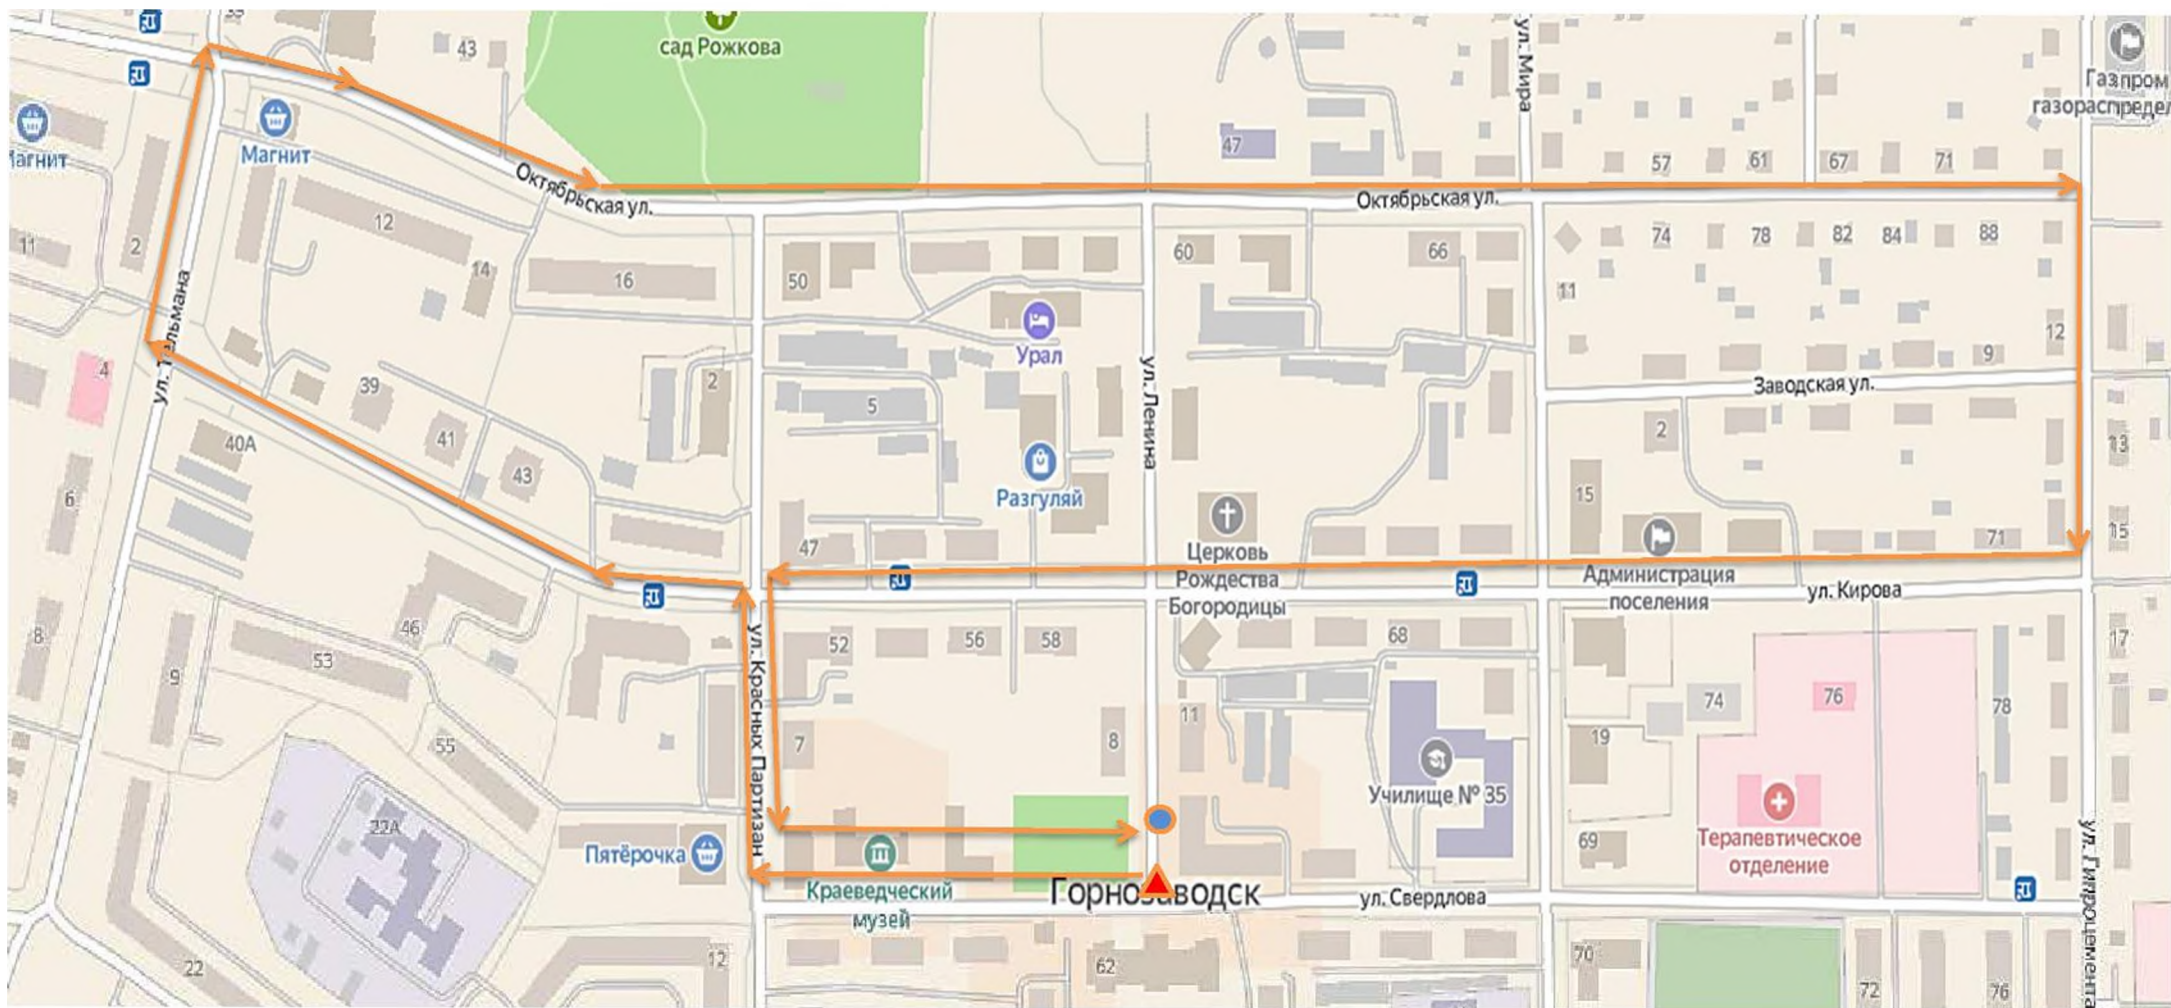 39
43
сад Рожкова
ул. Мира
Газпром
газораспредел
Магнит
Магнит
47
57
61
67
71
Октябрьская ул.
Октябрьская ул.
11
2
12
14
16
50
60
66
74
78
82
84
88
11
12
9
Урал
ул. Тельмана
4
39
2
5
ул. Ленина
Заводская ул.
40А
41
43
2
13
6
Разгуляй
15
47
Церковь
Рождества
Богородицы
Администрация
поселения
71
15
ул. Кирова
8
46
53
9
ул. Красных Партизан
52
56
58
68
17
55
7
8
11
74
76
78
19
Училище № 35
22А
Пятёрочка
Краеведческий
музей
69
Терапевтическое
отделение
Горнозаводск
ул. Свердлова
ул. Гипроцемента
22
12
62
70
72
76